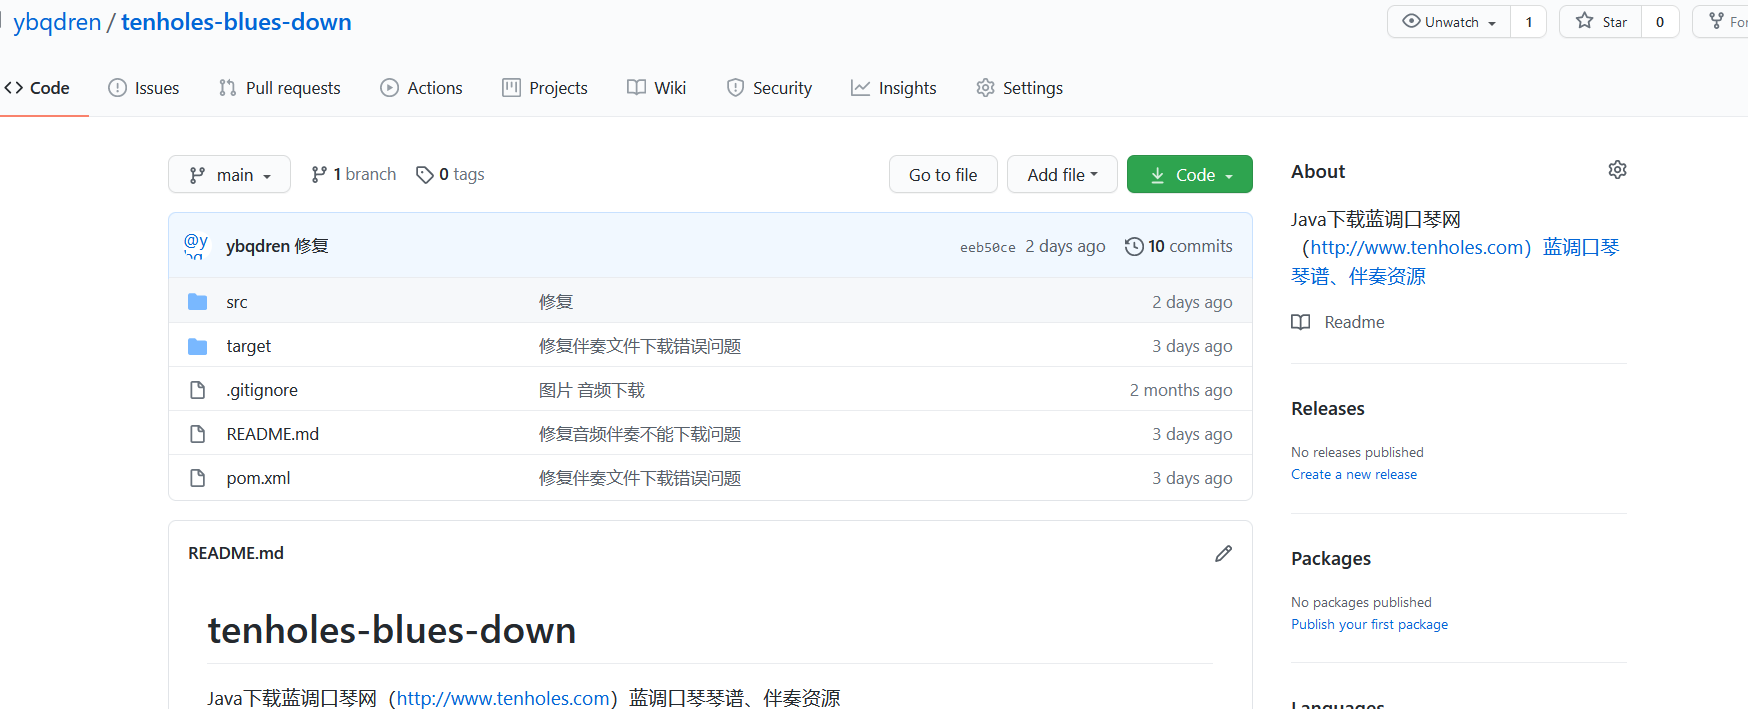 ybqdren / tenholes-blues-down
Unwatch 1 Star 0
Code Issues Pull requests Actions Projects Wiki Security Insights Settings
main 1 branch 0 tags Go to file Add file Code
ybqdren 修复 eeb50ce 2 days ago 10 commits
src 修复 2 days ago
target 修复伴奏文件下载错误问题 3 days ago
.gitignore 图片 音频下载 2 months ago
README.md 修复音频伴奏不能下载问题 3 days ago
pom.xml 修复伴奏文件下载错误问题 3 days ago
README.md
tenholes-blues-down
Java下载蓝调口琴网（http://www.tenholes.com）蓝调口琴琴谱、伴奏资源
About
Java下载蓝调口琴网
（http://www.tenholes.com）蓝调口琴
琴谱、伴奏资源
Readme
Releases
No releases published
Create a new release
Packages
No packages published
Publish your first package
Languages